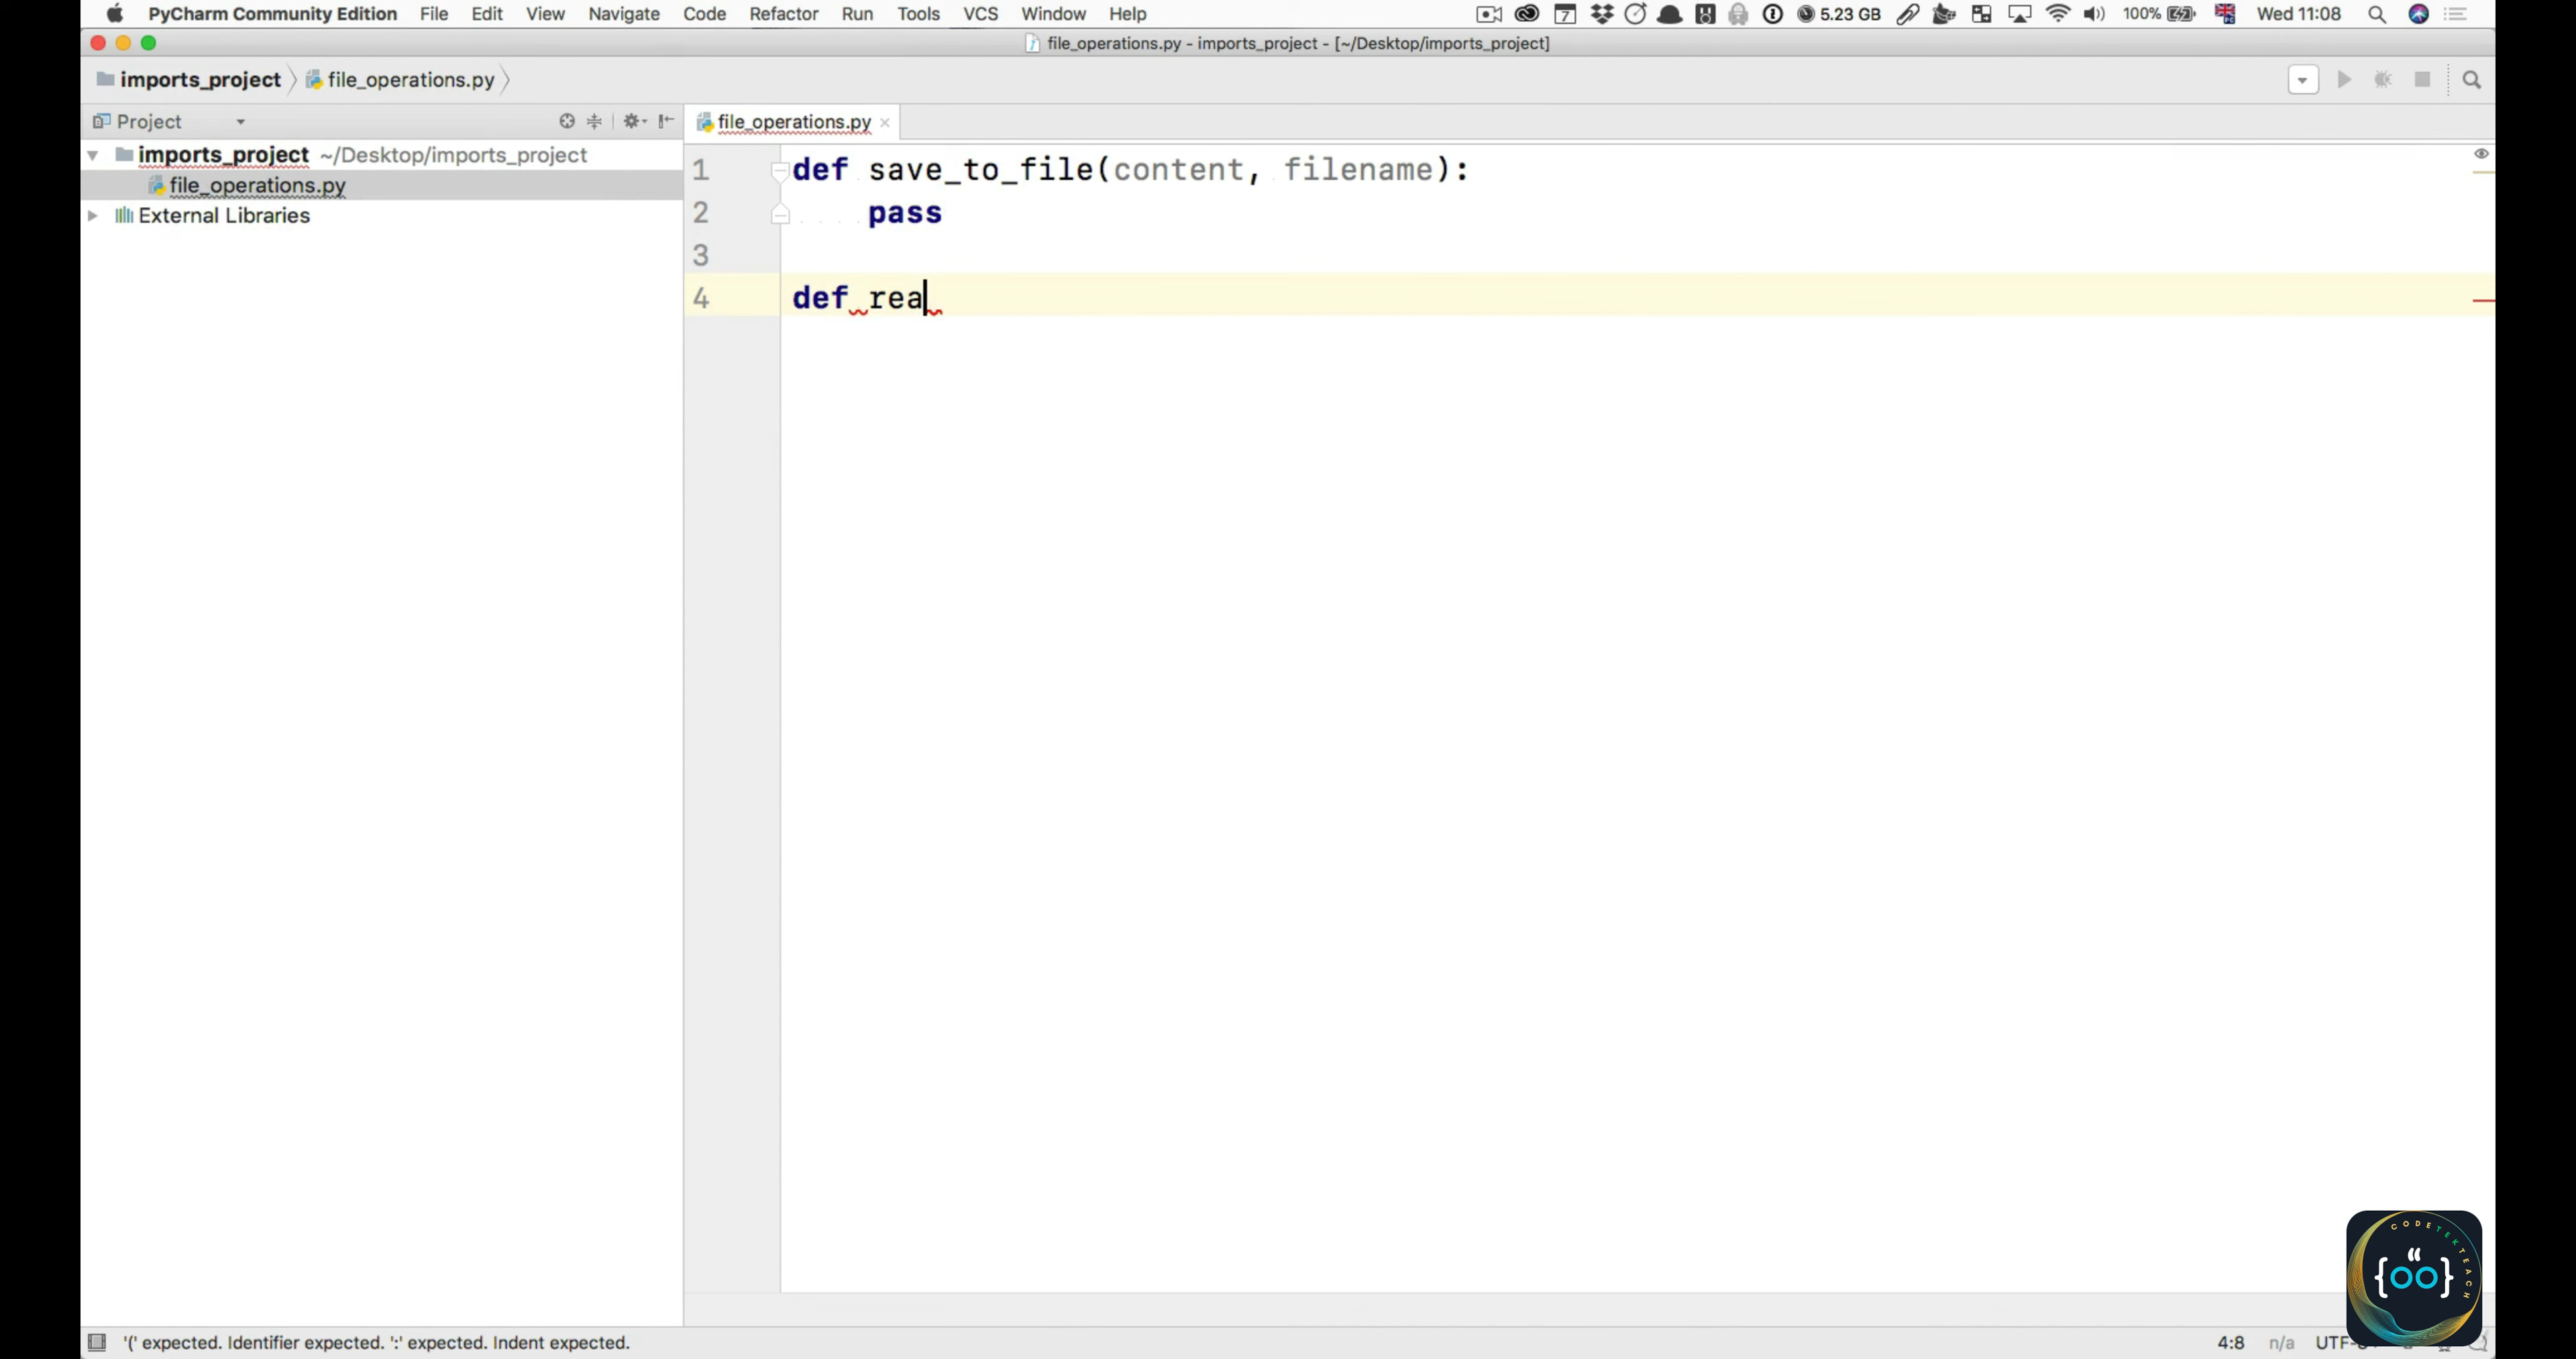 PyCharm Community Edition File Edit View Navigate Code Refactor Run Tools VCS Window Help 7 5.23 GB 100% Wed 11:08
file_operations.py - imports_project - [~/Desktop/imports_project]
imports_project file_operations.py
Project
file_operations.py
imports_project ~/Desktop/imports_project
file_operations.py
External Libraries
1 def save_to_file(content, filename):
2 pass
3
4 def rea
CODETEKTEACH
{oo}
'(' expected. Identifier expected. ':' expected. Indent expected.
4:8 n/a